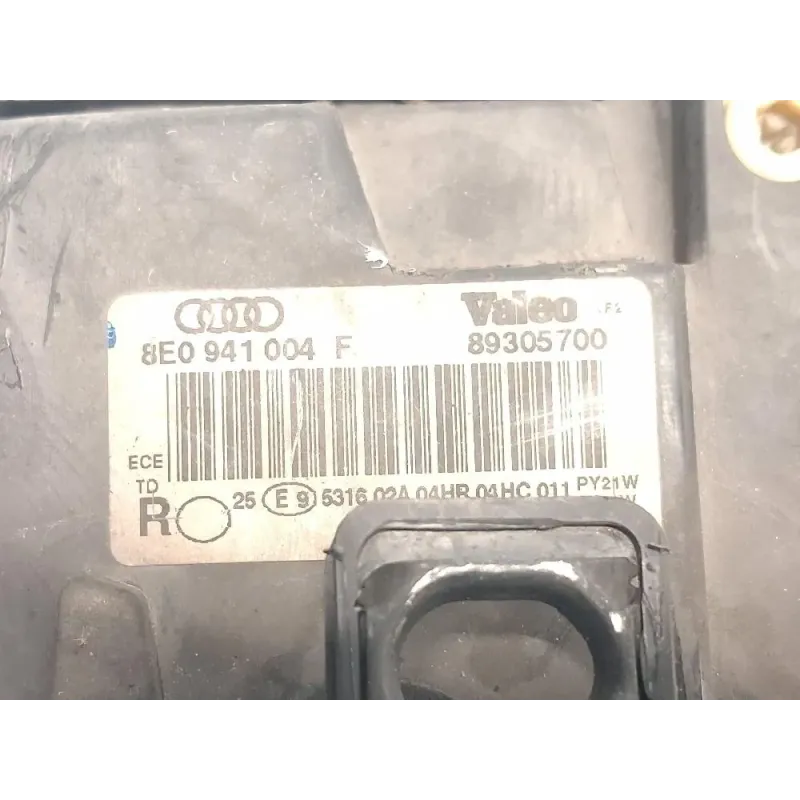 Valeo
8E0 941 004 F. 89305700
ECE
TD
R 25 E 9 5316 02A 04HR 04HC 011 PY21W